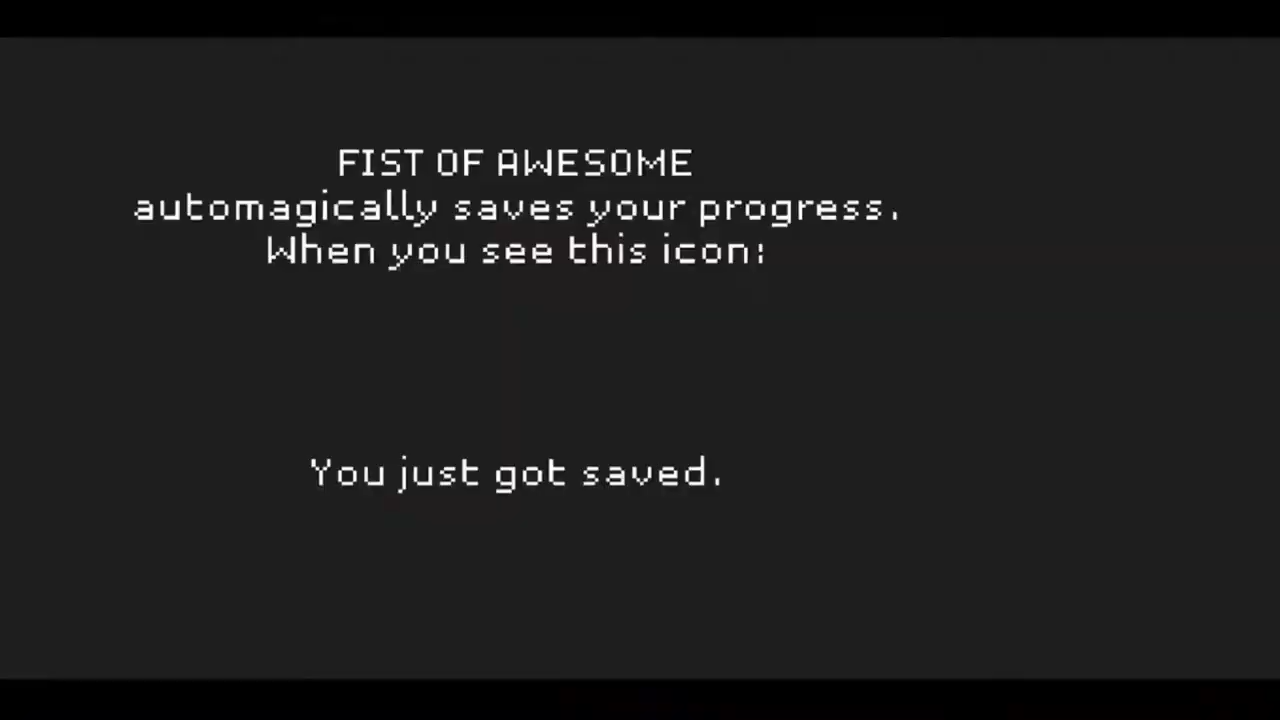 FIST OF AWESOME
automagically saves your progress.
When you see this icon:
You just got saved.